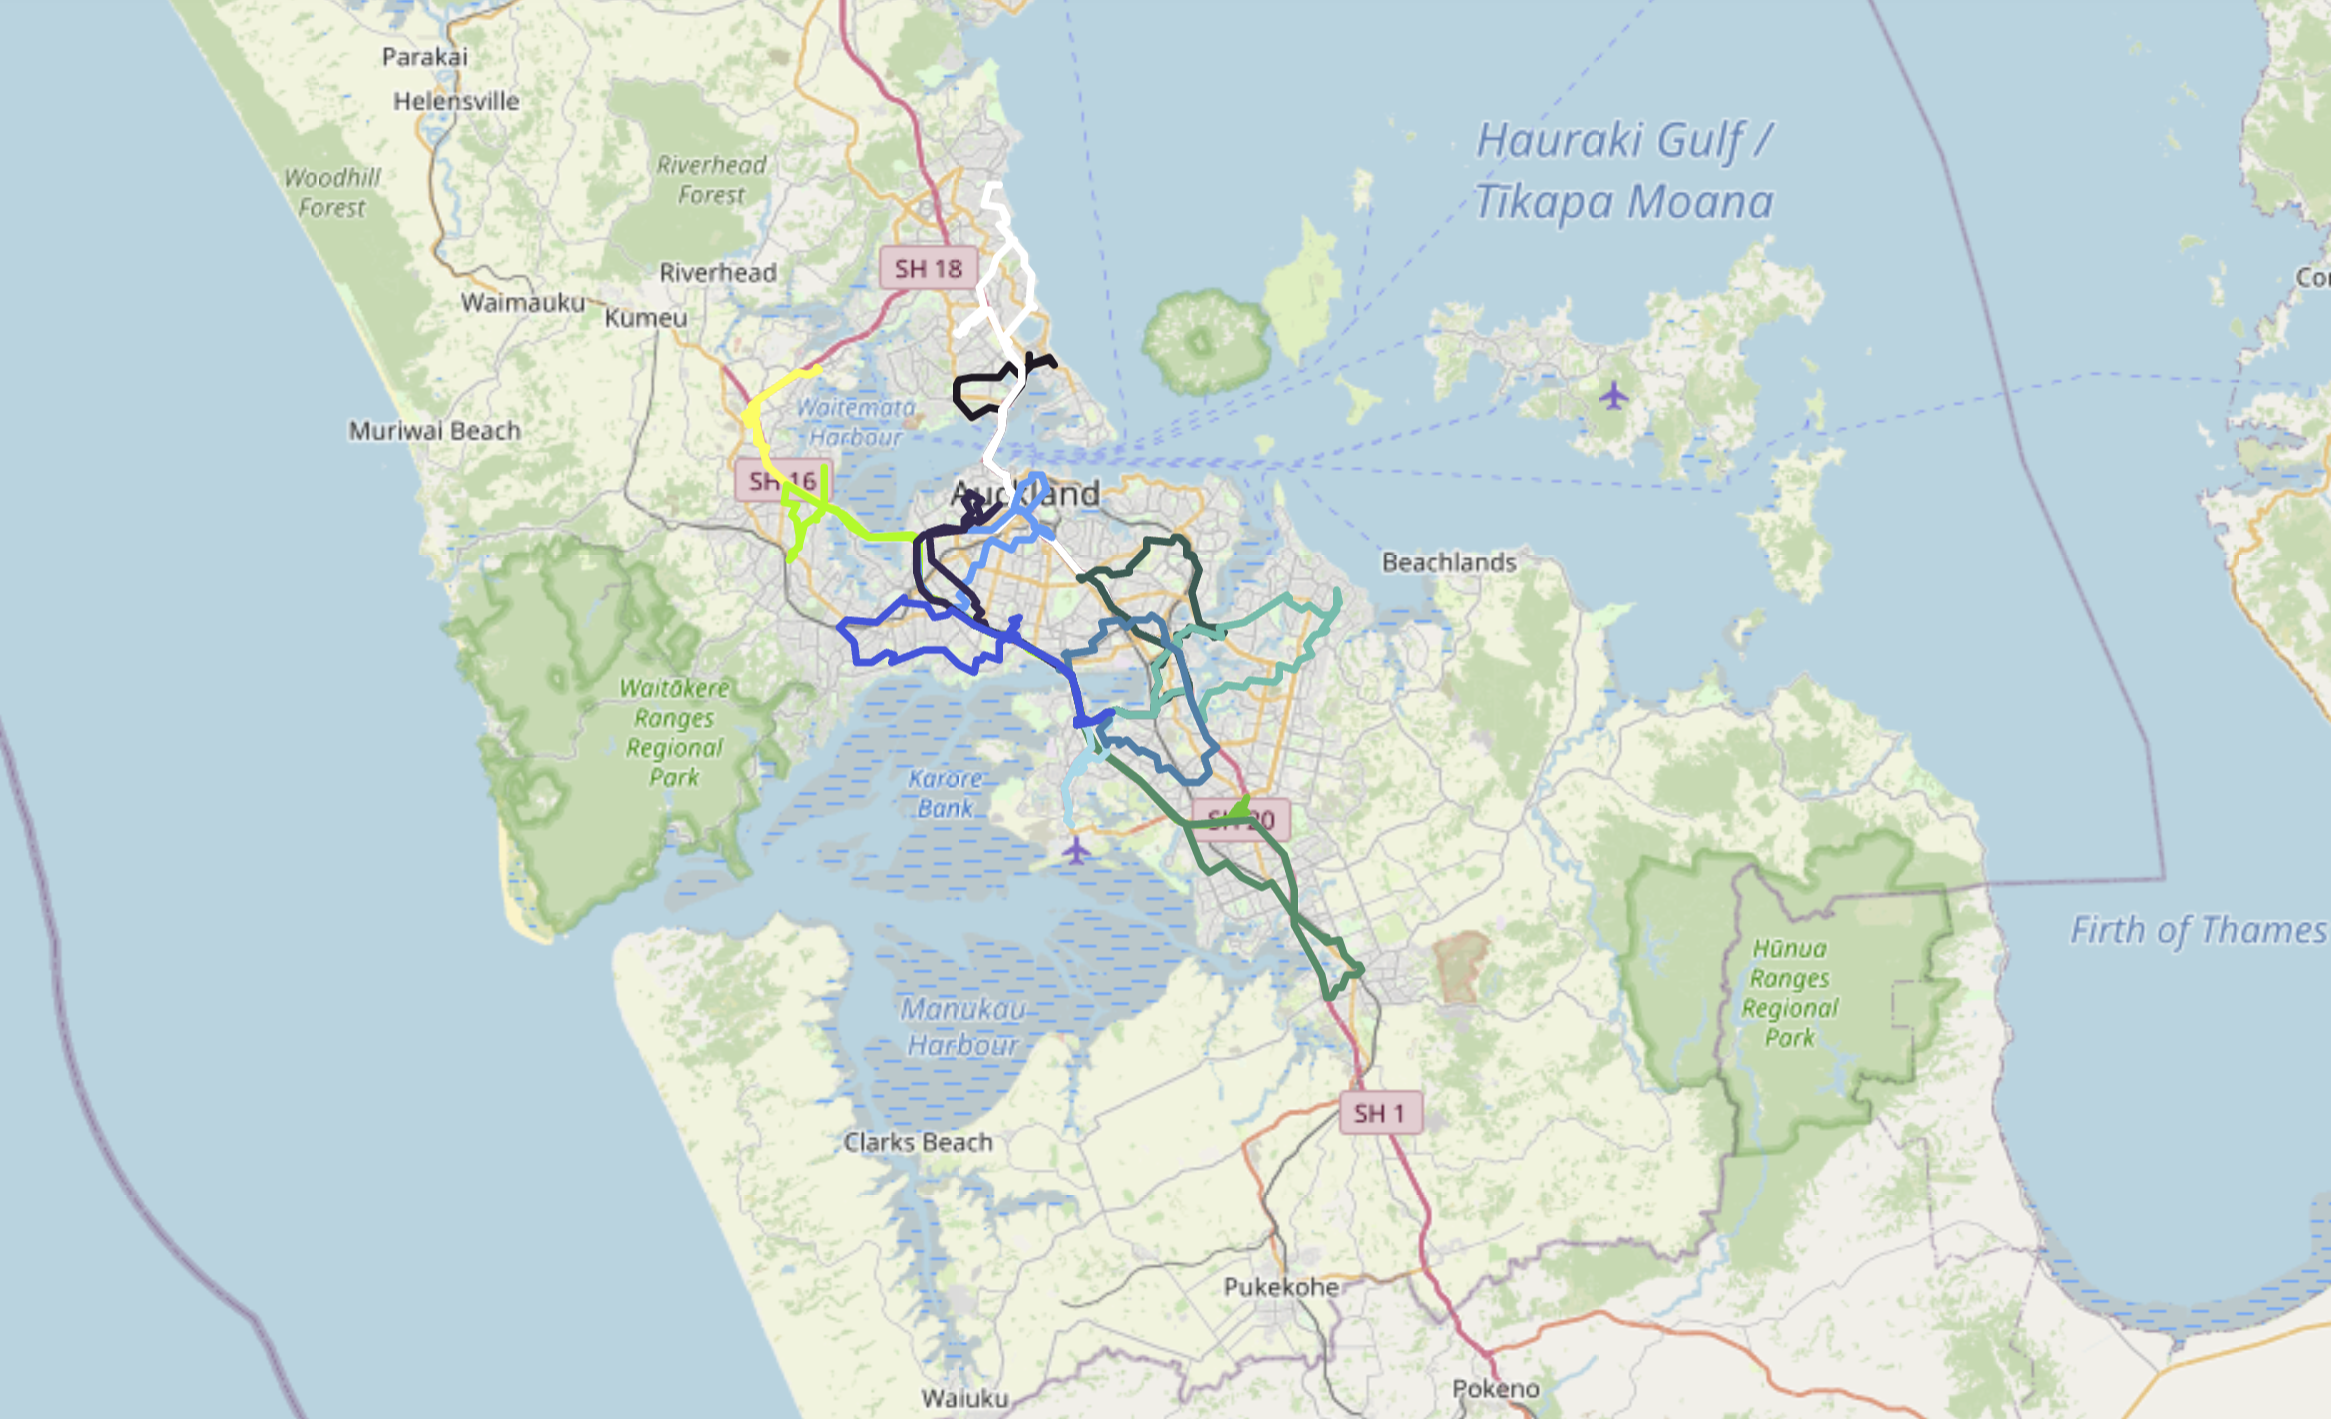 Parakai
Helensville
Woodhill
Forest
Riverhead
Forest
Hauraki Gulf /
Tīkapa Moana
SH 18
Riverhead
Waimauku
Kumeu
Waitematā
Harbour
Muriwai Beach
SH 16
Auckland
Beachlands
Waitākere
Ranges
Regional
Park
Karore
Bank
SH 20
Firth of Thames
Hūnua
Ranges
Regional
Park
Manukau
Harbour
SH 1
Clarks Beach
Pukekohe
Waiuku
Pokeno